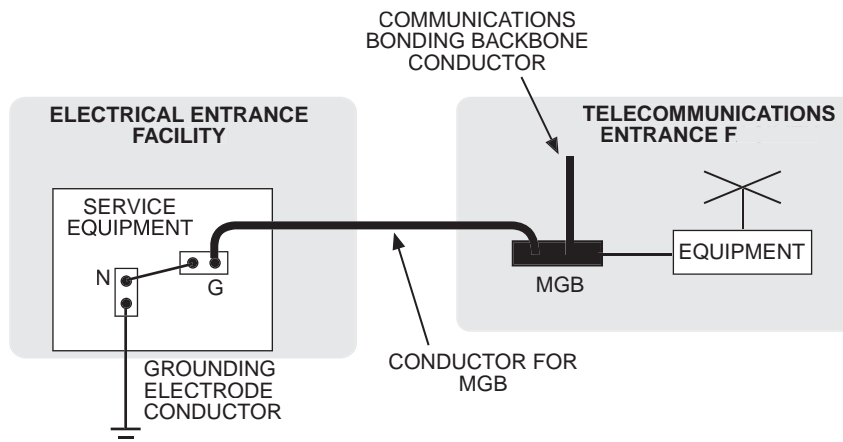 COMMUNICATIONS
BONDING BACKBONE
CONDUCTOR
ELECTRICAL ENTRANCE
FACILITY
TELECOMMUNICATIONS
ENTRANCE
SERVICE
EQUIPMENT
N
G
MGB
EQUIPMENT
GROUNDING
ELECTRODE
CONDUCTOR
CONDUCTOR FOR
MGB